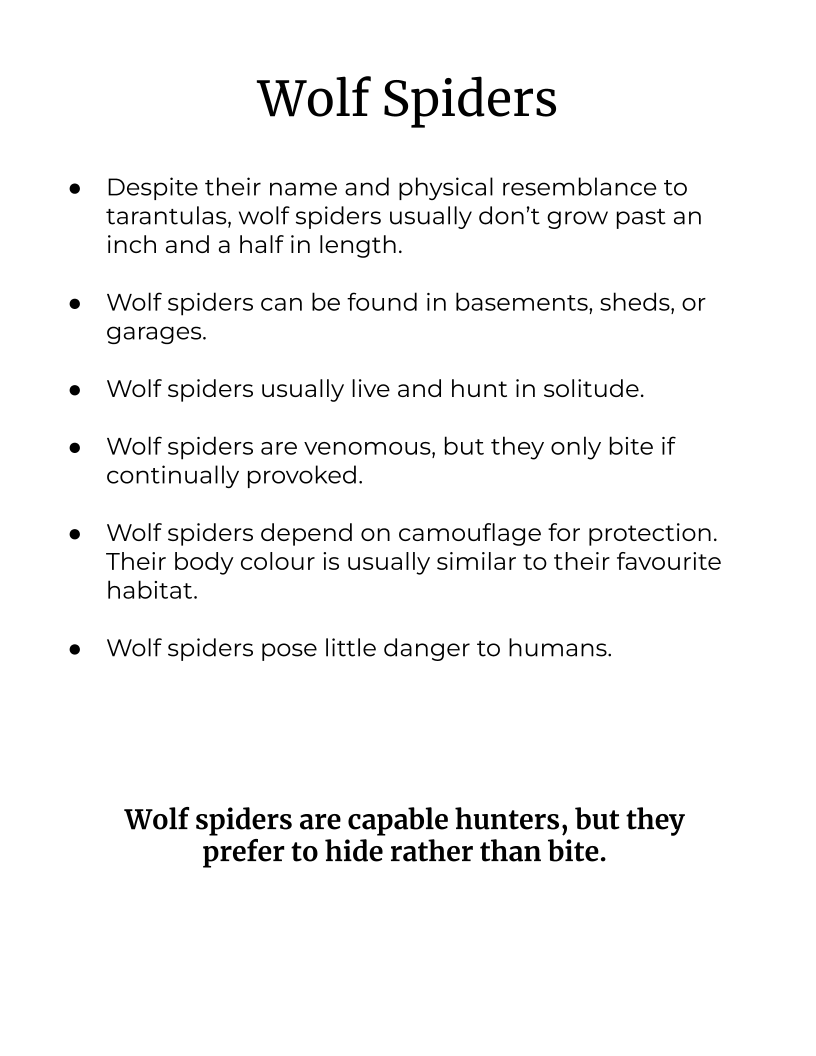 Wolf Spiders
● Despite their name and physical resemblance to
tarantulas, wolf spiders usually don’t grow past an
inch and a half in length.
● Wolf spiders can be found in basements, sheds, or
garages.
● Wolf spiders usually live and hunt in solitude.
● Wolf spiders are venomous, but they only bite if
continually provoked.
● Wolf spiders depend on camouflage for protection.
Their body colour is usually similar to their favourite
habitat.
● Wolf spiders pose little danger to humans.
Wolf spiders are capable hunters, but they
prefer to hide rather than bite.